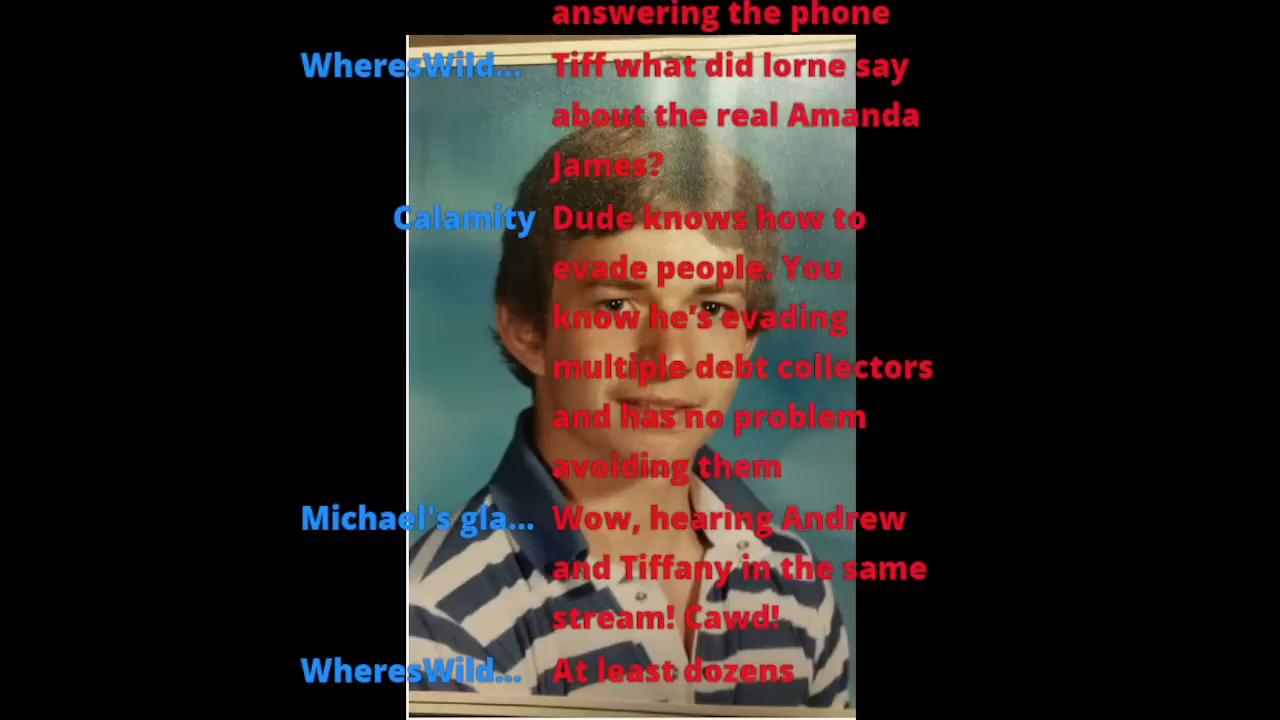 answering the phone
WheresWild... Tiff what did lorne say
about the real Amanda
James?
Calamity Dude knows how to
evade people. You
know he's evading
multiple debt collectors
and has no problem
avoiding them
Michael's gla... Wow, hearing Andrew
and Tiffany in the same
stream! Cawd!
WheresWild... At least dozens